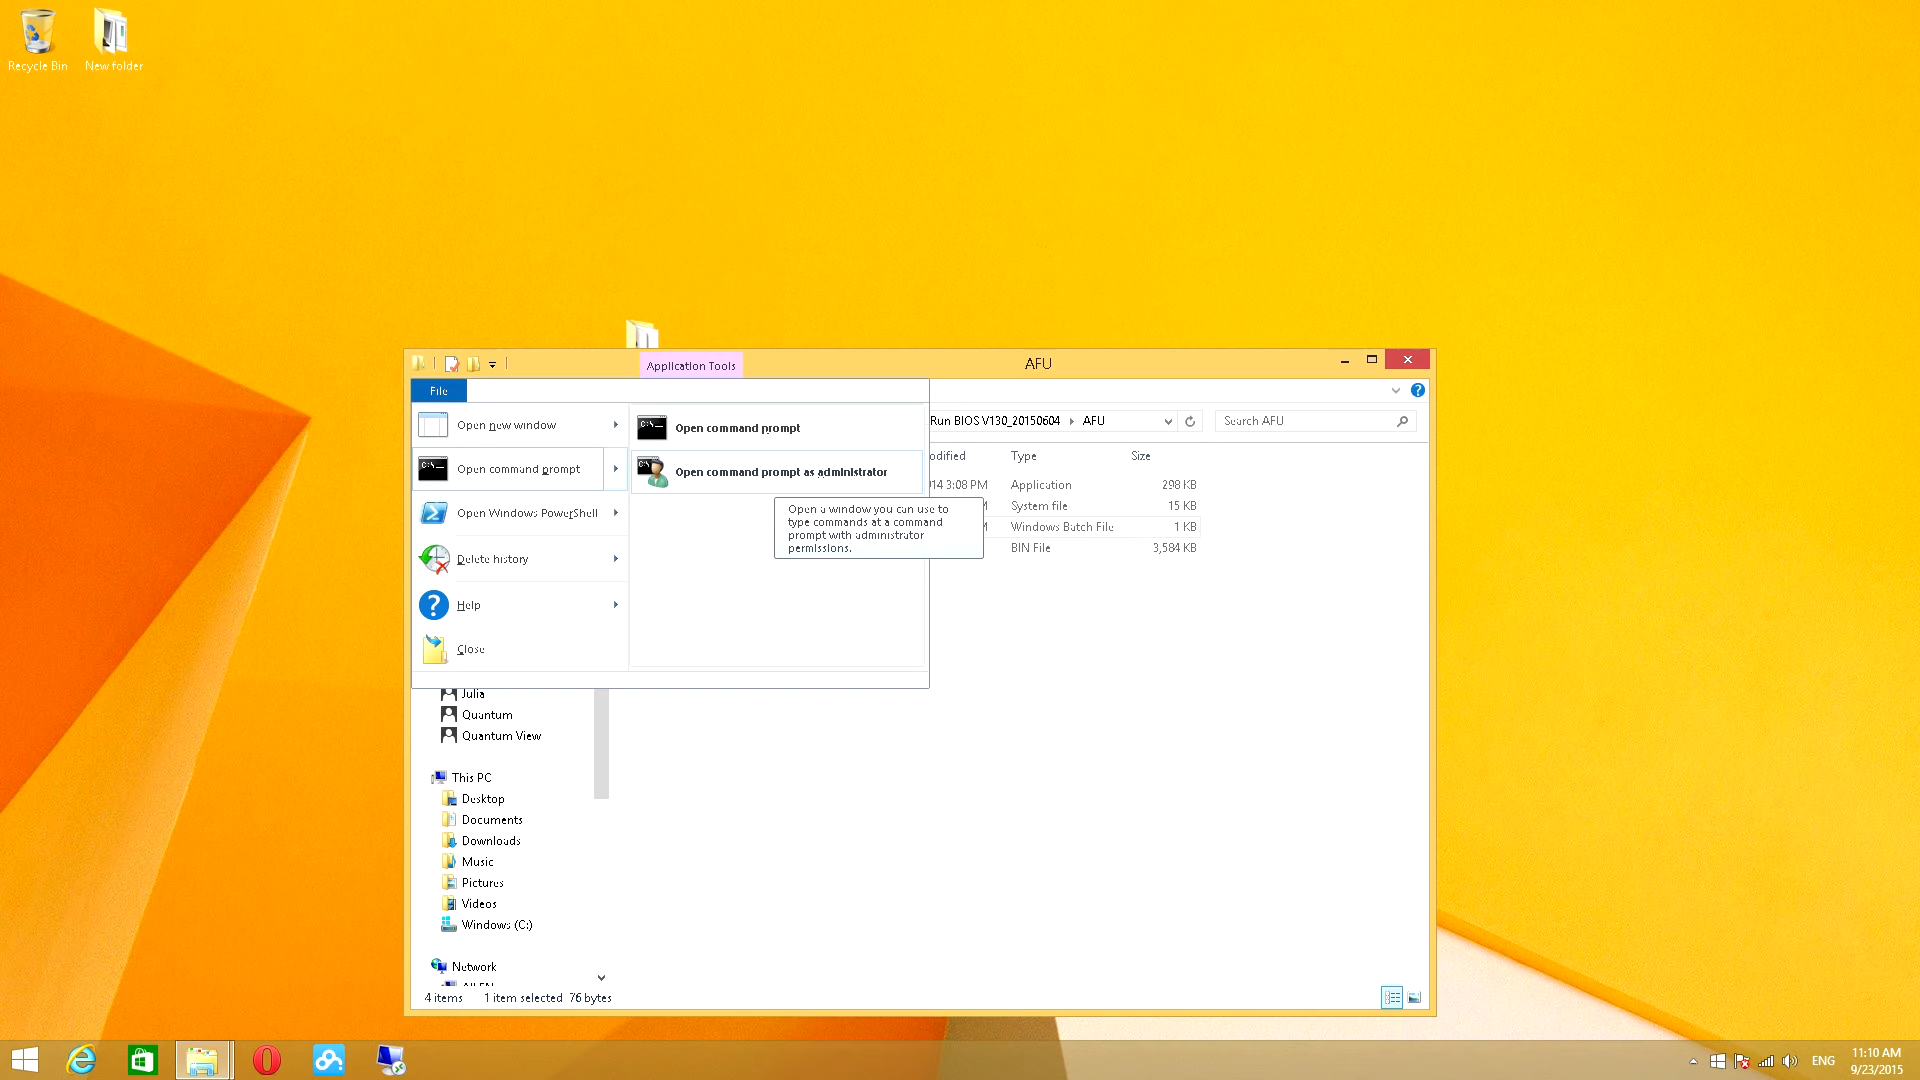 Recycle Bin
New folder
Application Tools
AFU
File
Open new window
Open command prompt
Run BIOS V130_20150604
AFU
Search AFU
Open command prompt
Open command prompt as administrator
Type
Size
3:08 PM
Application
298 KB
System file
15 KB
Open Windows PowerShell
Open a window you can use to
type commands at a command
prompt with administrator
permissions.
Windows Batch File
1 KB
BIN File
3,584 KB
Delete history
Help
Close
Julia
Quantum
Quantum View
This PC
Desktop
Documents
Downloads
Music
Pictures
Videos
Windows (C:)
Network
4 items
1 item selected 76 bytes
ENG
11:10 AM
9/23/2015